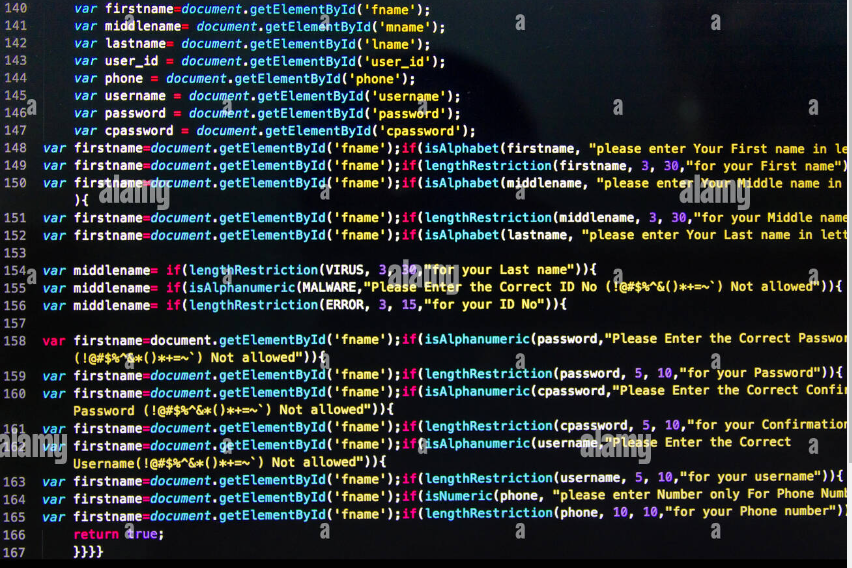 140 var firstname=document.getElementById('fname');
141 var middlename= document.getElementById('mname');
142 var lastname= document.getElementById('lname');
143 var user_id = document.getElementById('user_id');
144 var phone = document.getElementById('phone');
145 var username = document.getElementById('username');
146 var password = document.getElementById('password');
147 var cpassword = document.getElementById('cpassword');
148 var firstname=document.getElementById('fname');if(isAlphabet(firstname, "please enter Your First name in le
149 var firstname=document.getElementById('fname');if(lengthRestriction(firstname, 3, 30,"for your First name")
150 var firstname=document.getElementById('fname');if(isAlphabet(middlename, "please enter Your Middle name in
){
151 var firstname=document.getElementById('fname');if(lengthRestriction(middlename, 3, 30,"for your Middle name
152 var firstname=document.getElementById('fname');if(isAlphabet(lastname, "please enter Your Last name in lett
153
154 var middlename= if(lengthRestriction(VIRUS, 3, 30,"for your Last name")){
155 var middlename= if(isAlphanumeric(MALWARE,"Please Enter the Correct ID No (!@#$%^&()*+=~`) Not allowed")){
156 var middlename= if(lengthRestriction(ERROR, 3, 15,"for your ID No")){
157
158 var firstname=document.getElementById('fname');if(isAlphanumeric(password,"Please Enter the Correct Passwor
(!@#$%^&*()*+=~`) Not allowed")){
159 var firstname=document.getElementById('fname');if(lengthRestriction(password, 5, 10,"for your Password")){
160 var firstname=document.getElementById('fname');if(isAlphanumeric(cpassword,"Please Enter the Correct Confir
Password (!@#$%^&*()*+=~`) Not allowed")){
161 var firstname=document.getElementById('fname');if(lengthRestriction(cpassword, 5, 10,"for your Confirmation
162 var firstname=document.getElementById('fname');if(isAlphanumeric(username,"Please Enter the Correct
Username(!@#$%^&*()*+=~`) Not allowed")){
163 var firstname=document.getElementById('fname');if(lengthRestriction(username, 5, 10,"for your username")){
164 var firstname=document.getElementById('fname');if(isNumeric(phone, "please enter Number only For Phone Numb
165 var firstname=document.getElementById('fname');if(lengthRestriction(phone, 10, 10,"for your Phone number"))
166 return true;
167 }}}}
alamy
alamy
alamy
alamy
alamy